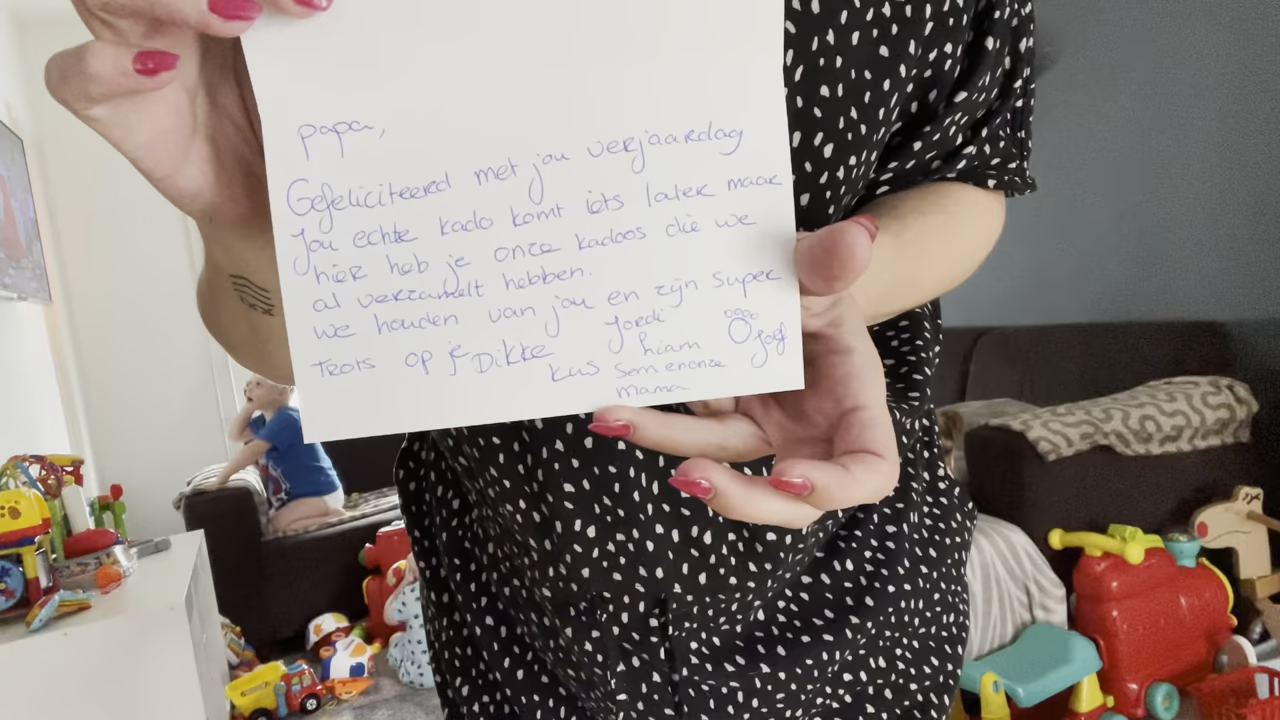 papa,
Gefeliciteerd met jou verjaardag
jou echte kado komt iets later maar
hier heb je onze kadoos die we
al verzamelt hebben.
we houden van jou en zijn super
trots op je Dikke
kus Jordi
hiam
Sem en onze
mama